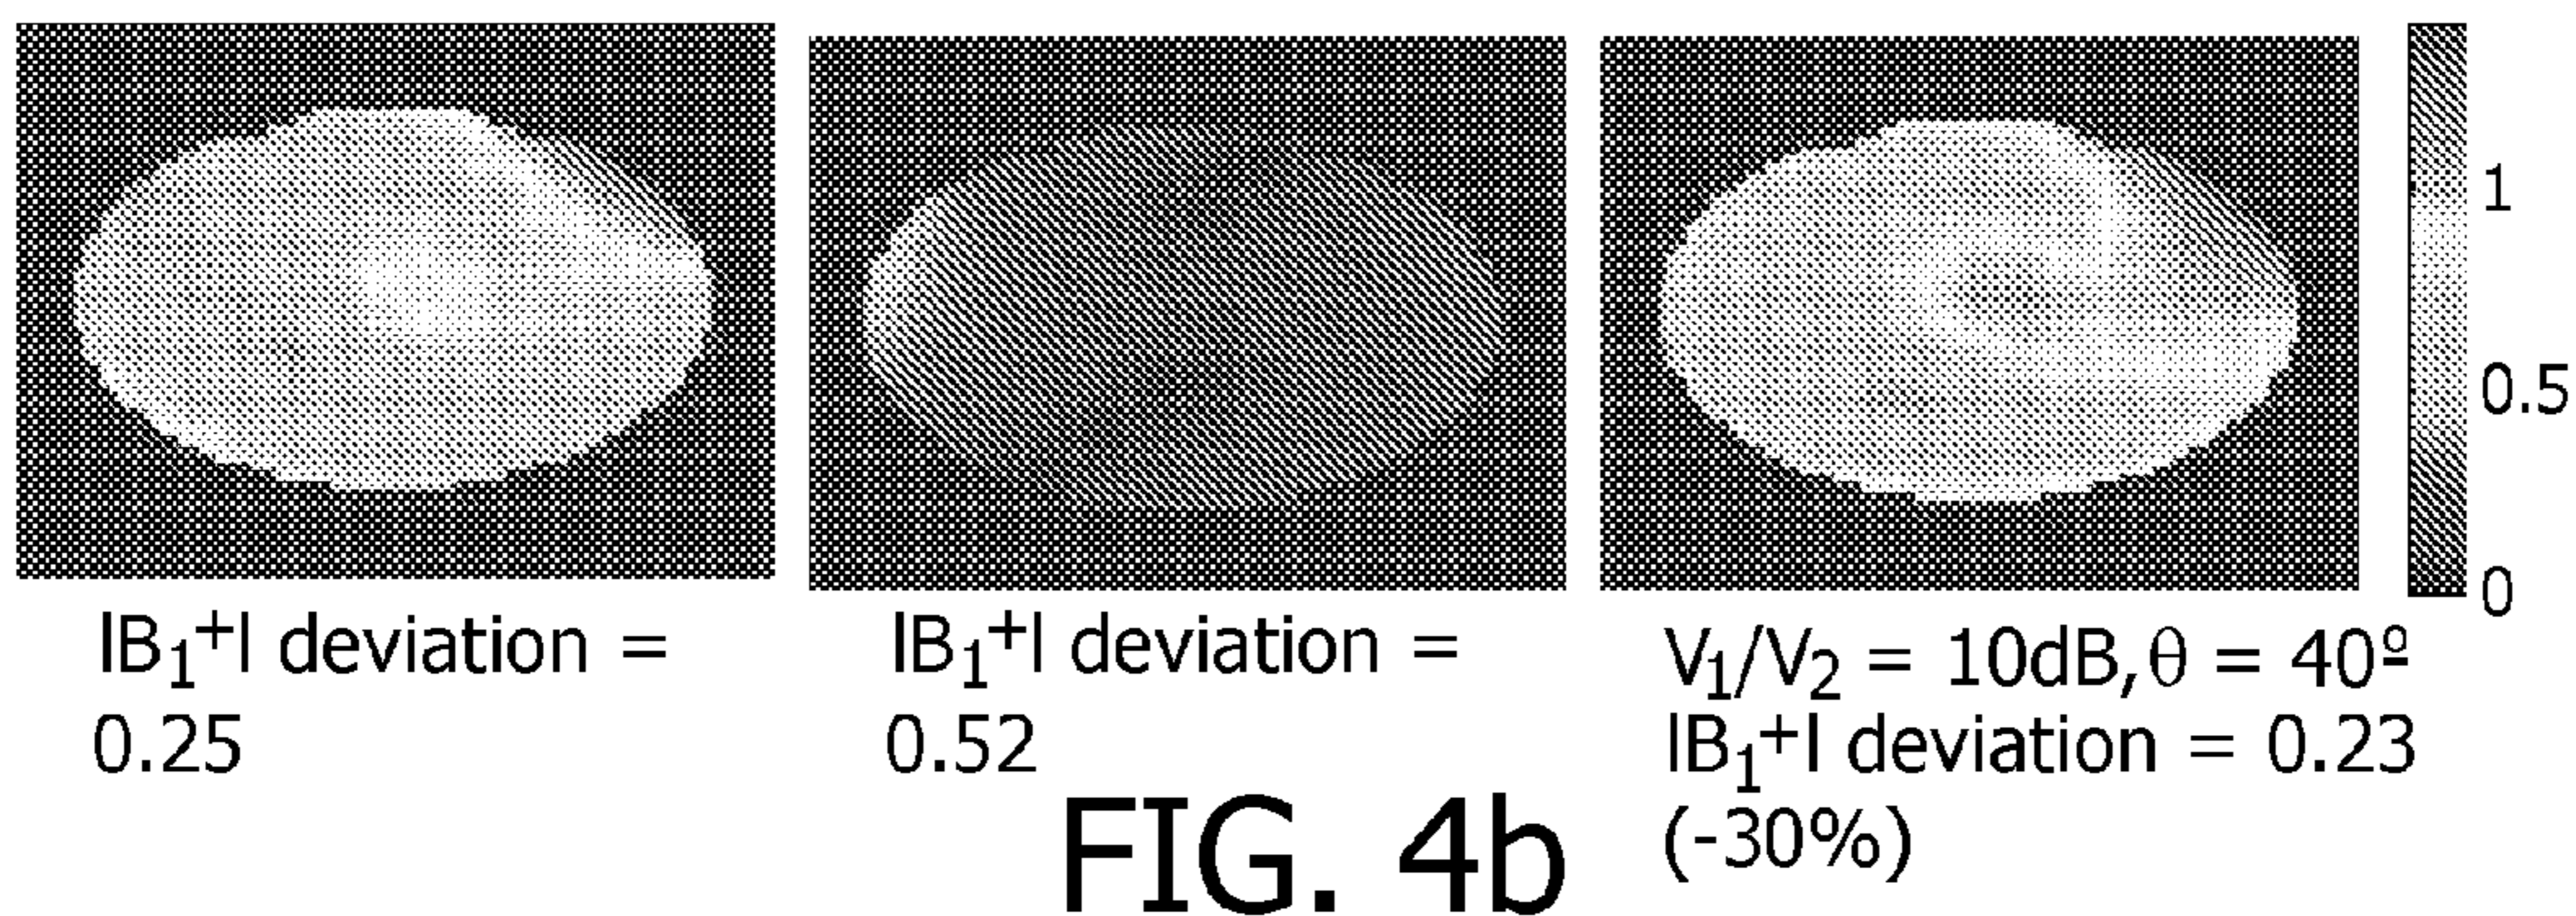 1
0.5
0
|B₁⁺| deviation =
0.25
|B₁⁺| deviation =
0.52
V₁/V₂ = 10dB, θ = 40º
|B₁⁺| deviation = 0.23
(-30%)
FIG. 4b